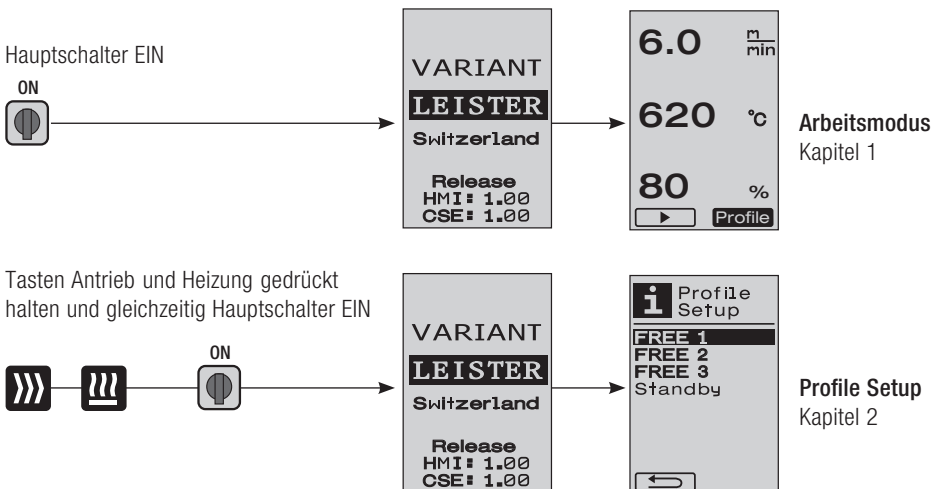 Hauptschalter EIN
ON
VARIANT
LEISTER
Switzerland
Release
HMI: 1.00
CSE: 1.00
6.0 m/min
620 °C
80 %
Profile
Arbeitsmodus
Kapitel 1
Tasten Antrieb und Heizung gedrückt
halten und gleichzeitig Hauptschalter EIN
ON
VARIANT
LEISTER
Switzerland
Release
HMI: 1.00
CSE: 1.00
i Profile
Setup
FREE 1
FREE 2
FREE 3
Standby
Profile Setup
Kapitel 2